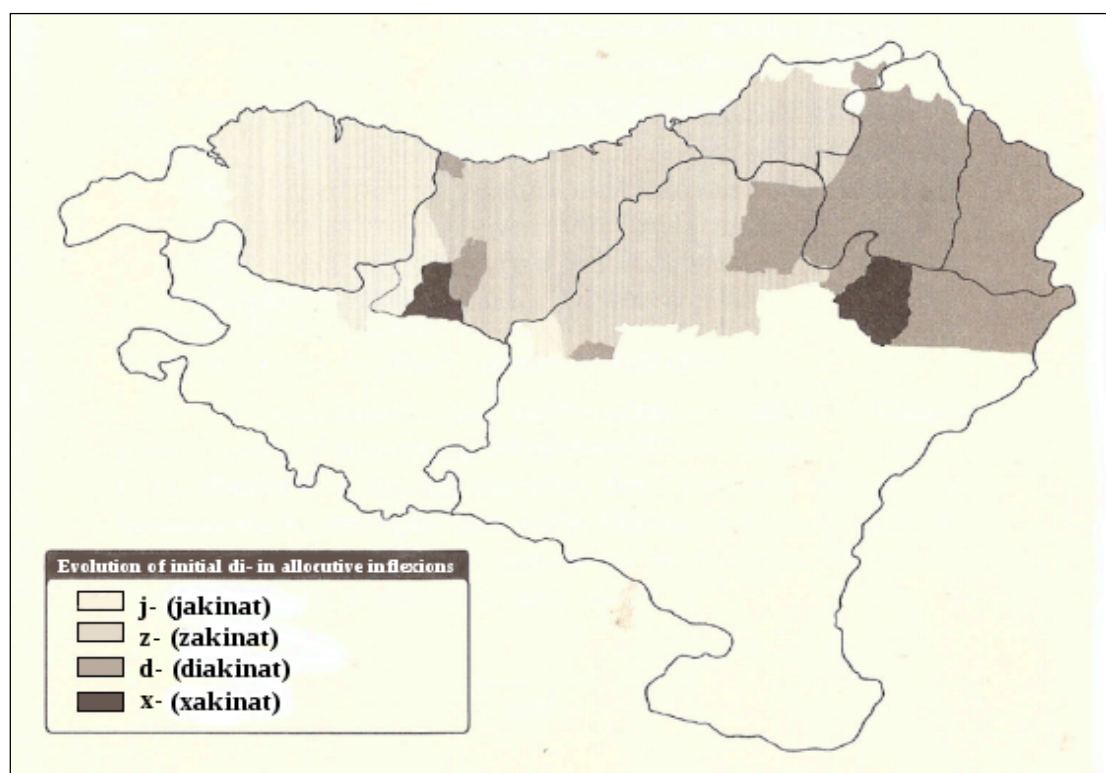 Evolution of initial di- in allocutive inflexions
j- (jakinat)
z- (zakinat)
d- (diakinat)
x- (xakinat)